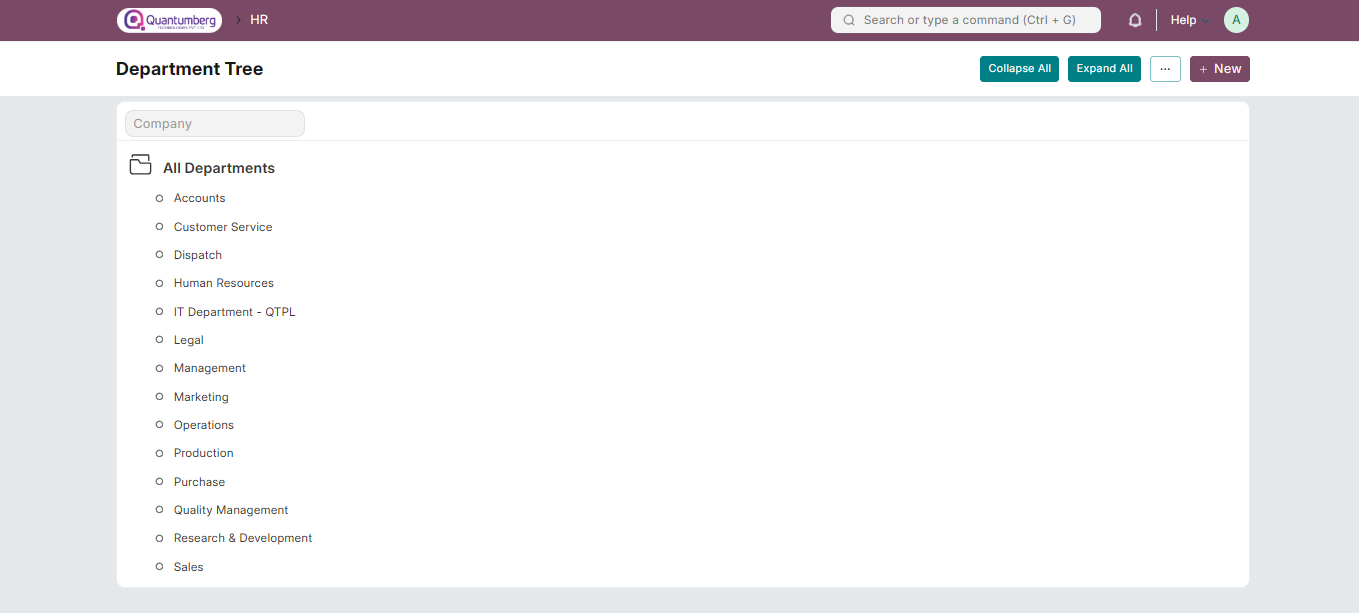 Quantumberg
TECHNOLOGIES PVT LTD
HR
Search or type a command (Ctrl + G)
Help
A
Department Tree
Collapse All
Expand All
···
+ New
Company
All Departments
Accounts
Customer Service
Dispatch
Human Resources
IT Department - QTPL
Legal
Management
Marketing
Operations
Production
Purchase
Quality Management
Research & Development
Sales